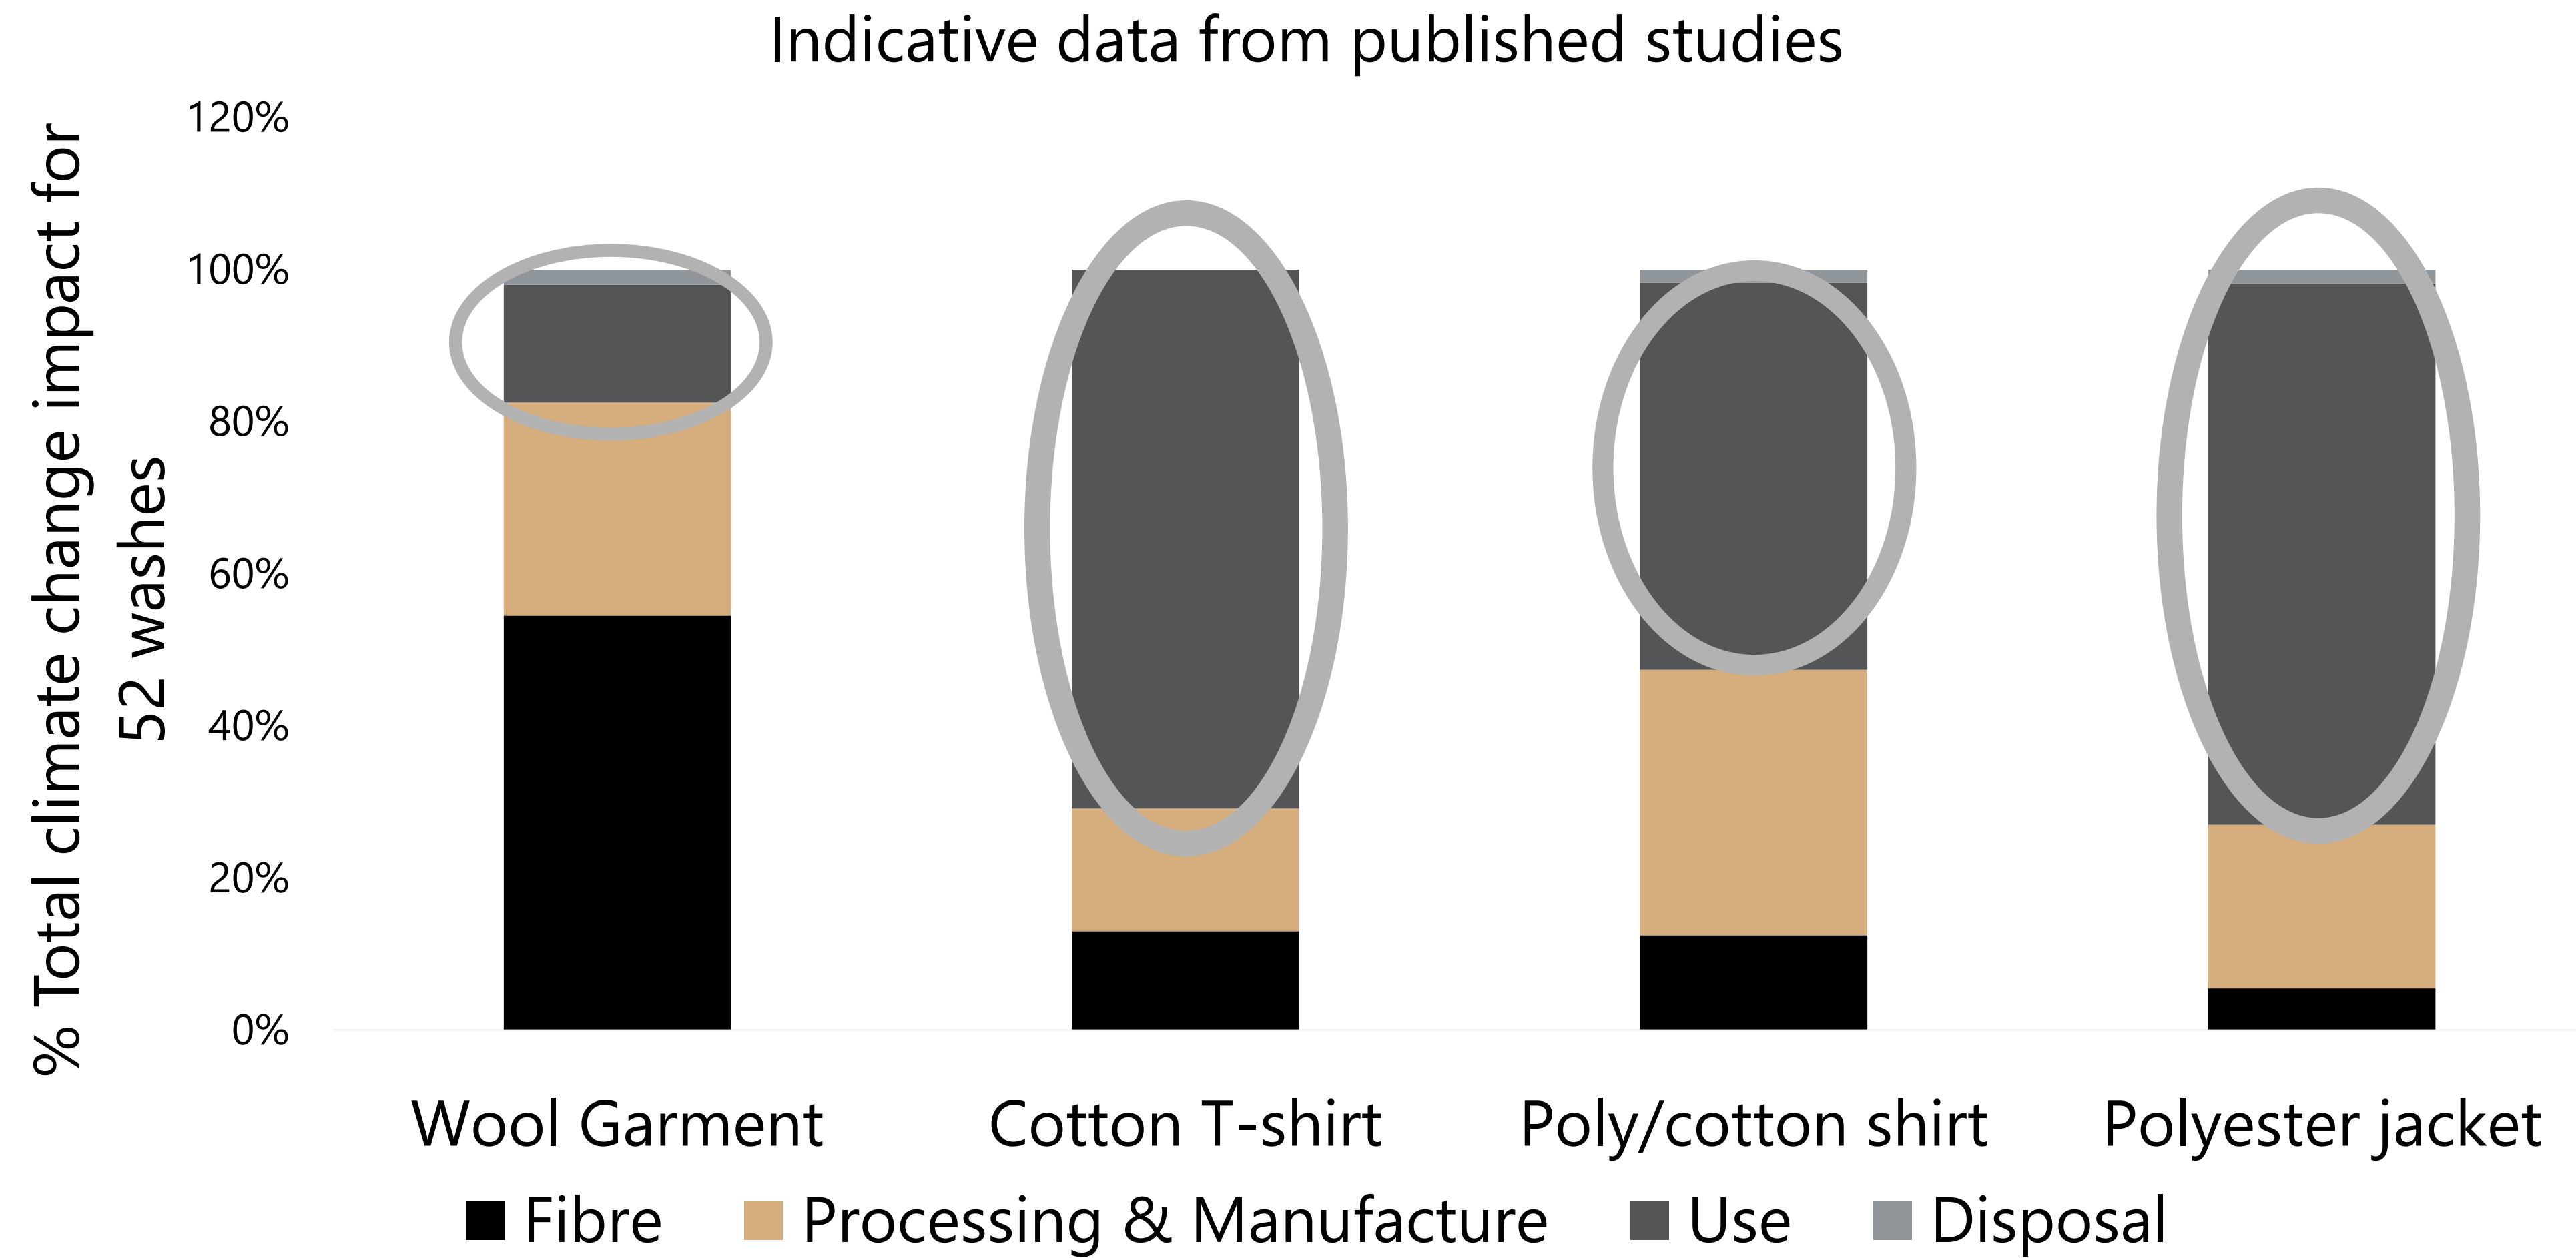 Indicative data from published studies
% Total climate change impact for
52 washes
120%
100%
80%
60%
40%
20%
0%
Wool Garment
Cotton T-shirt
Poly/cotton shirt
Polyester jacket
Fibre
Processing & Manufacture
Use
Disposal